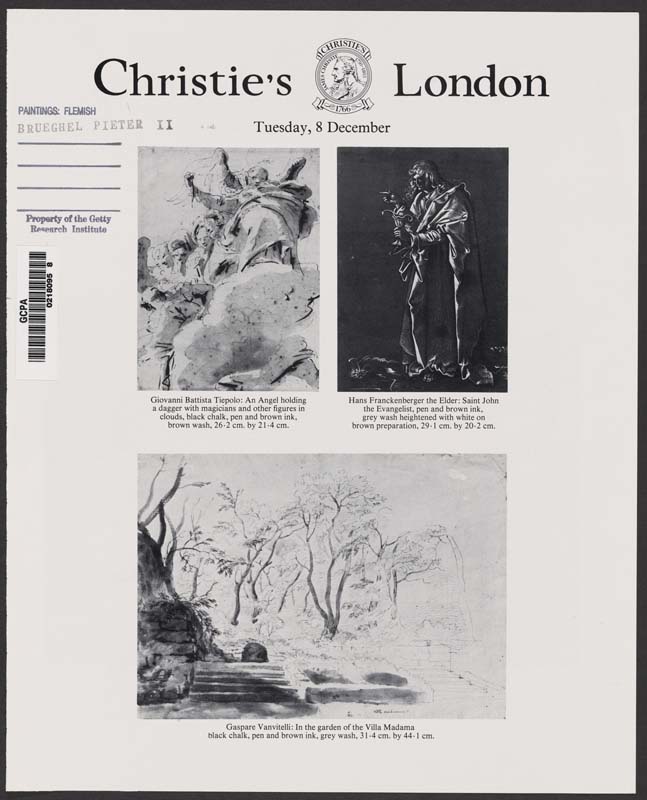 Christie's London
CHRISTIE'S
1766
Tuesday, 8 December
PAINTINGS: FLEMISH
BRUEGHEL PIETER II
Property of the Getty
Research Institute
GCPA
0218095 8
Giovanni Battista Tiepolo: An Angel holding
a dagger with magicians and other figures in
clouds, black chalk, pen and brown ink,
brown wash, 26·2 cm. by 21·4 cm.
Hans Franckenberger the Elder: Saint John
the Evangelist, pen and brown ink,
grey wash heightened with white on
brown preparation, 29·1 cm. by 20·2 cm.
Gaspare Vanvitelli: In the garden of the Villa Madama
black chalk, pen and brown ink, grey wash, 31·4 cm. by 44·1 cm.